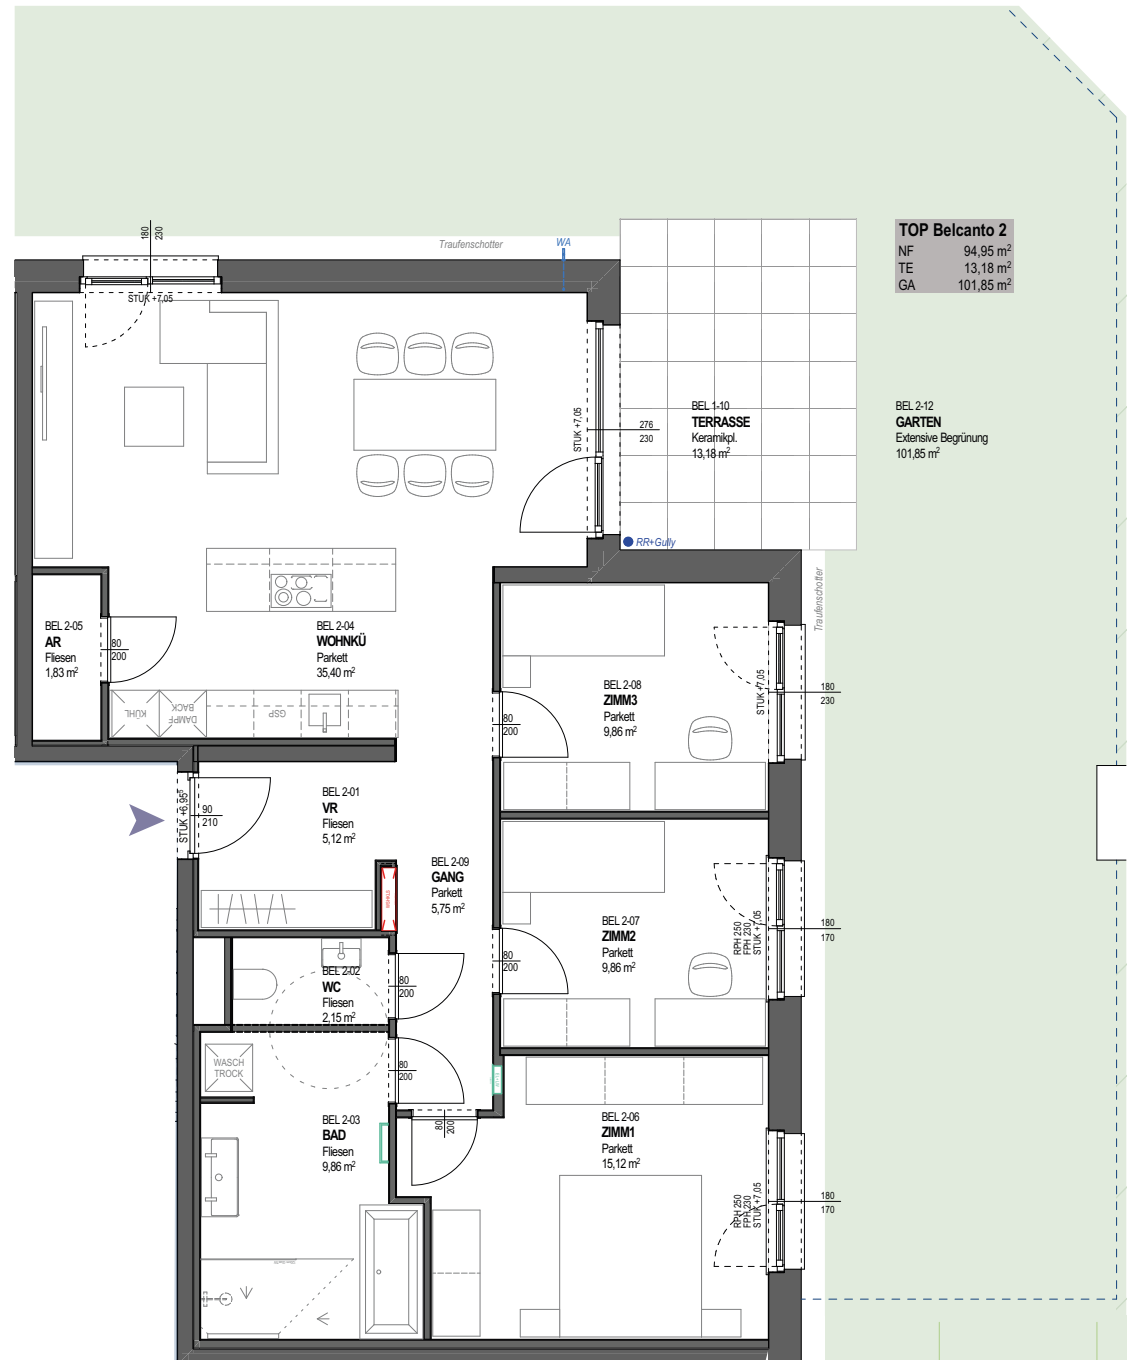 180
230
Traufenschotter
WA
STUK +7,05
TOP Belcanto 2
NF 94,95 m²
TE 13,18 m²
GA 101,85 m²
STUK +7,05
276
230
BEL 1-10
TERRASSE
Keramikpl.
13,18 m²
BEL 2-12
GARTEN
Extensive Begrünung
101,85 m²
RR+Gully
Traufenschotter
BEL 2-05
AR
Fliesen
1,83 m²
80
200
BEL 2-04
WOHNKÜ
Parkett
35,40 m²
KÜHL
DAMPF
BACK
GSP
BEL 2-08
ZIMM3
Parkett
9,86 m²
80
200
STUK +7,05
180
230
STUK +6,95⁵
90
210
BEL 2-01
VR
Fliesen
5,12 m²
BEL 2-09
GANG
Parkett
5,75 m²
BEL 2-07
ZIMM2
Parkett
9,86 m²
80
200
RPH 250
FPH 230
STUK +7,05
180
170
BEL 2-02
WC
Fliesen
2,15 m²
80
200
WASCH
TROCK
80
200
BEL 2-03
BAD
Fliesen
9,86 m²
80
200
BEL 2-06
ZIMM1
Parkett
15,12 m²
RPH 250
FPH 230
STUK +7,05
180
170